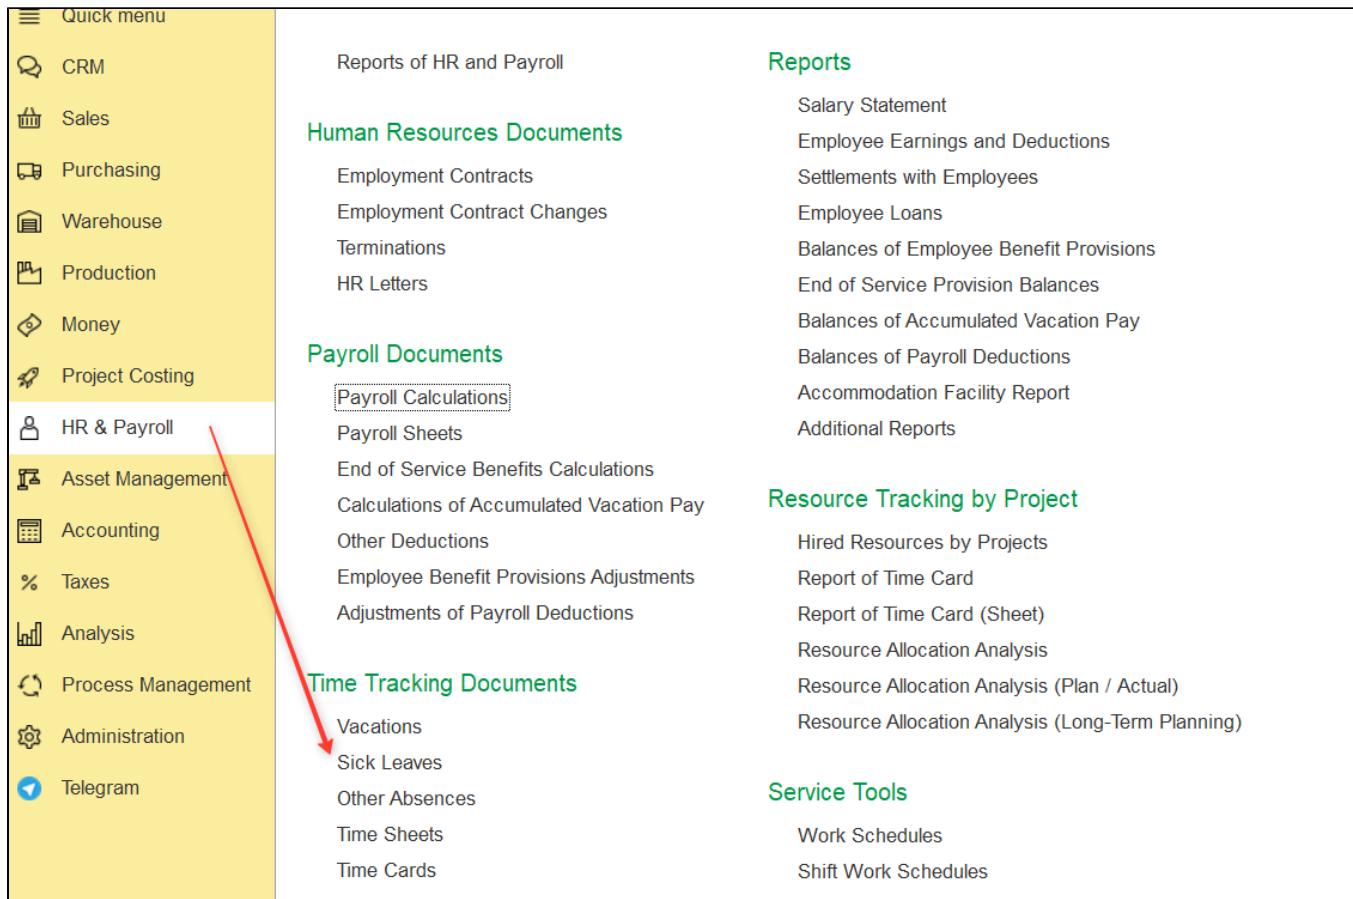 Quick menu
CRM
Sales
Purchasing
Warehouse
Production
Money
Project Costing
HR & Payroll
Asset Management
Accounting
Taxes
Analysis
Process Management
Administration
Telegram
Reports of HR and Payroll
Human Resources Documents
Employment Contracts
Employment Contract Changes
Terminations
HR Letters
Payroll Documents
Payroll Calculations
Payroll Sheets
End of Service Benefits Calculations
Calculations of Accumulated Vacation Pay
Other Deductions
Employee Benefit Provisions Adjustments
Adjustments of Payroll Deductions
Time Tracking Documents
Vacations
Sick Leaves
Other Absences
Time Sheets
Time Cards
Reports
Salary Statement
Employee Earnings and Deductions
Settlements with Employees
Employee Loans
Balances of Employee Benefit Provisions
End of Service Provision Balances
Balances of Accumulated Vacation Pay
Balances of Payroll Deductions
Accommodation Facility Report
Additional Reports
Resource Tracking by Project
Hired Resources by Projects
Report of Time Card
Report of Time Card (Sheet)
Resource Allocation Analysis
Resource Allocation Analysis (Plan / Actual)
Resource Allocation Analysis (Long-Term Planning)
Service Tools
Work Schedules
Shift Work Schedules